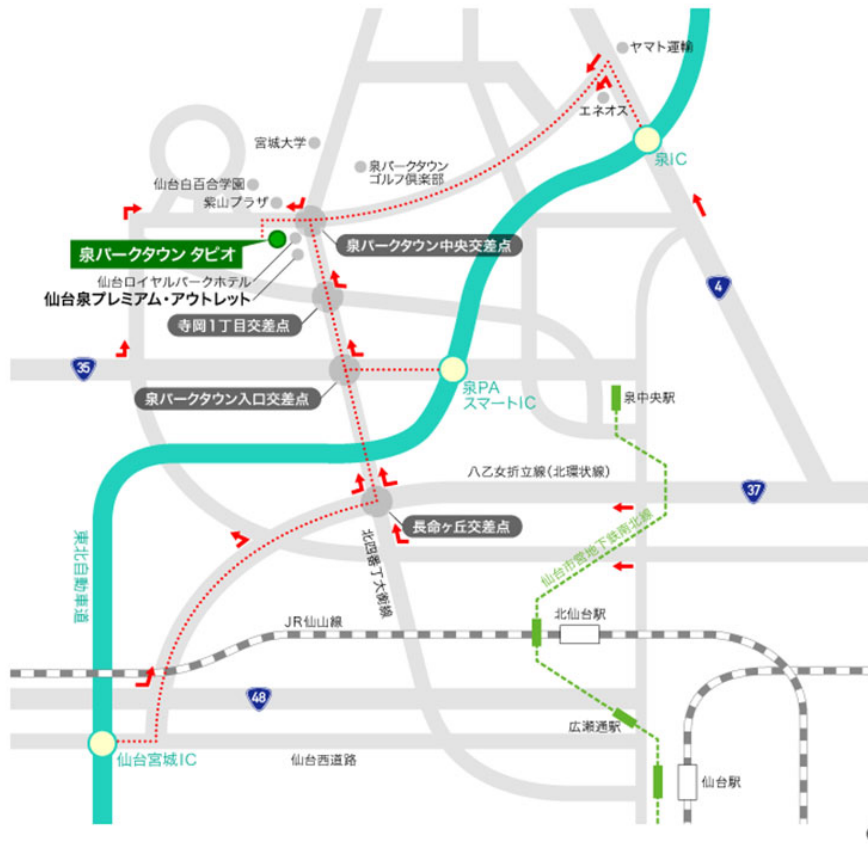 ヤマト運輸
エネオス
宮城大学
泉IC
泉パークタウン
ゴルフ倶楽部
仙台白百合学園
紫山プラザ
泉パークタウン タピオ
泉パークタウン中央交差点
仙台ロイヤルパークホテル
仙台泉プレミアム・アウトレット
4
寺岡1丁目交差点
35
泉PA
スマートIC
泉パークタウン入口交差点
泉中央駅
八乙女折立線(北環状線)
37
長命ヶ丘交差点
東北自動車道
北四番丁大衡線
仙台市営地下鉄南北線
JR仙山線
北仙台駅
48
広瀬通駅
仙台宮城IC
仙台西道路
仙台駅